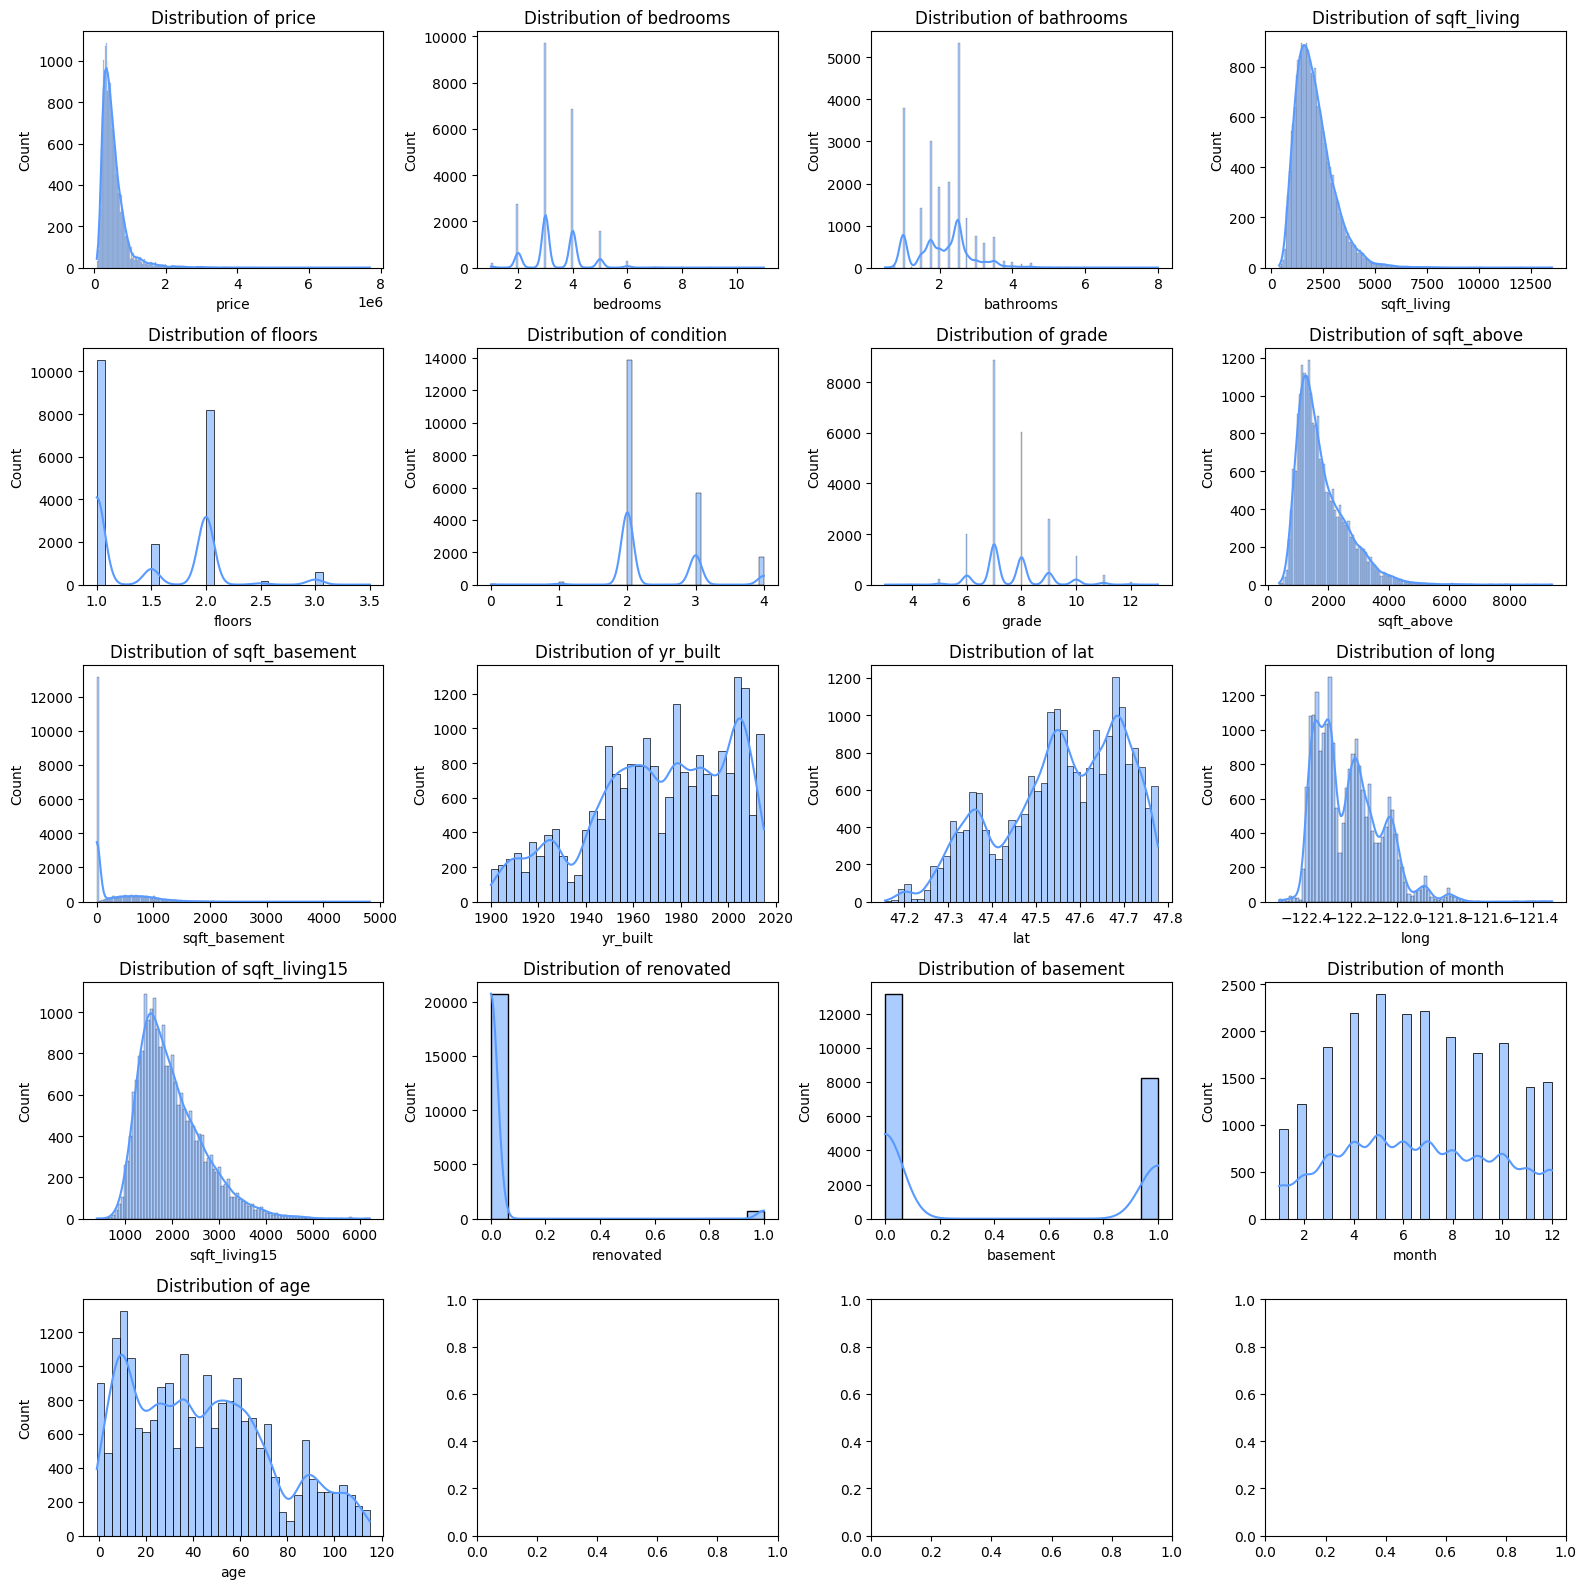 Distribution of price
Count
1000
800
600
400
200
0
0 2 4 6 8
1e6
price
Distribution of bedrooms
Count
10000
8000
6000
4000
2000
0
2 4 6 8 10
bedrooms
Distribution of bathrooms
Count
5000
4000
3000
2000
1000
0
2 4 6 8
bathrooms
Distribution of sqft_living
Count
800
600
400
200
0
0 2500 5000 7500 10000 12500
sqft_living
Distribution of floors
Count
10000
8000
6000
4000
2000
0
1.0 1.5 2.0 2.5 3.0 3.5
floors
Distribution of condition
Count
14000
12000
10000
8000
6000
4000
2000
0
0 1 2 3 4
condition
Distribution of grade
Count
8000
6000
4000
2000
0
4 6 8 10 12
grade
Distribution of sqft_above
Count
1200
1000
800
600
400
200
0
0 2000 4000 6000 8000
sqft_above
Distribution of sqft_basement
Count
12000
10000
8000
6000
4000
2000
0
0 1000 2000 3000 4000 5000
sqft_basement
Distribution of yr_built
Count
1200
1000
800
600
400
200
0
1900 1920 1940 1960 1980 2000 2020
yr_built
Distribution of lat
Count
1200
1000
800
600
400
200
0
47.2 47.3 47.4 47.5 47.6 47.7 47.8
lat
Distribution of long
Count
1200
1000
800
600
400
200
0
−122.4 −122.2 −122.0 −121.8 −121.6 −121.4
long
Distribution of sqft_living15
Count
1000
800
600
400
200
0
1000 2000 3000 4000 5000 6000
sqft_living15
Distribution of renovated
Count
20000
15000
10000
5000
0
0.0 0.2 0.4 0.6 0.8 1.0
renovated
Distribution of basement
Count
12000
10000
8000
6000
4000
2000
0
0.0 0.2 0.4 0.6 0.8 1.0
basement
Distribution of month
Count
2500
2000
1500
1000
500
0
2 4 6 8 10 12
month
Distribution of age
Count
1200
1000
800
600
400
200
0
0 20 40 60 80 100 120
age
1.0
0.8
0.6
0.4
0.2
0.0
0.0 0.2 0.4 0.6 0.8 1.0
1.0
0.8
0.6
0.4
0.2
0.0
0.0 0.2 0.4 0.6 0.8 1.0
1.0
0.8
0.6
0.4
0.2
0.0
0.0 0.2 0.4 0.6 0.8 1.0